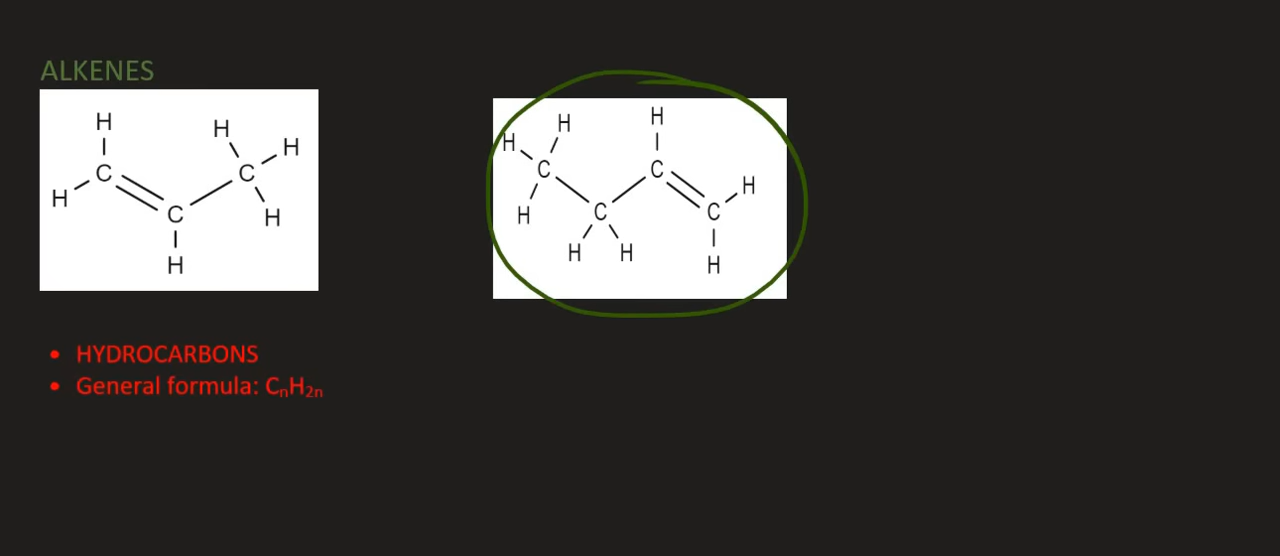 ALKENES
H H H
C C
H
C H
H
H H H
H
C C H
H C
H H H
• HYDROCARBONS
• General formula: CₙH₂ₙ